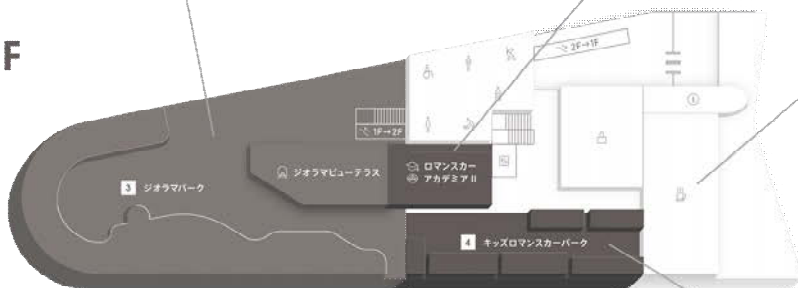 F
2F→1F
1F→2F
ジオラマビューテラス
ロマンスカー
アカデミアⅡ
3 ジオラマパーク
4 キッズロマンスカーパーク